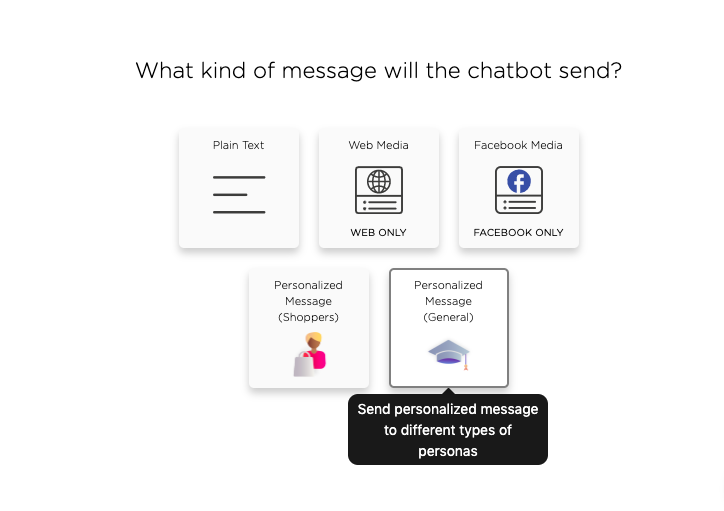 What kind of message will the chatbot send?
Plain Text
Web Media
Facebook Media
WEB ONLY
FACEBOOK ONLY
Personalized
Message
(Shoppers)
Personalized
Message
(General)
Send personalized message
to different types of
personas